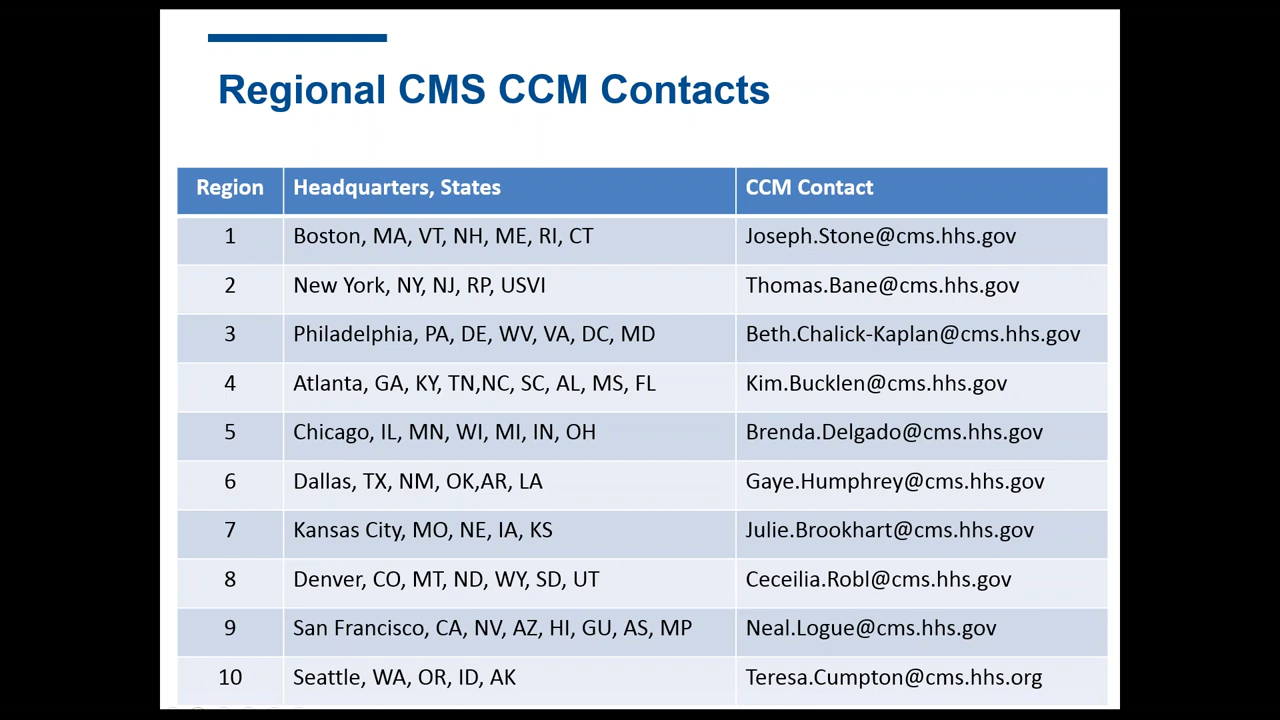 Regional CMS CCM Contacts
Region Headquarters, States CCM Contact
1 Boston, MA, VT, NH, ME, RI, CT Joseph.Stone@cms.hhs.gov
2 New York, NY, NJ, RP, USVI Thomas.Bane@cms.hhs.gov
3 Philadelphia, PA, DE, WV, VA, DC, MD Beth.Chalick-Kaplan@cms.hhs.gov
4 Atlanta, GA, KY, TN,NC, SC, AL, MS, FL Kim.Bucklen@cms.hhs.gov
5 Chicago, IL, MN, WI, MI, IN, OH Brenda.Delgado@cms.hhs.gov
6 Dallas, TX, NM, OK,AR, LA Gaye.Humphrey@cms.hhs.gov
7 Kansas City, MO, NE, IA, KS Julie.Brookhart@cms.hhs.gov
8 Denver, CO, MT, ND, WY, SD, UT Ceceilia.Robl@cms.hhs.gov
9 San Francisco, CA, NV, AZ, HI, GU, AS, MP Neal.Logue@cms.hhs.gov
10 Seattle, WA, OR, ID, AK Teresa.Cumpton@cms.hhs.org